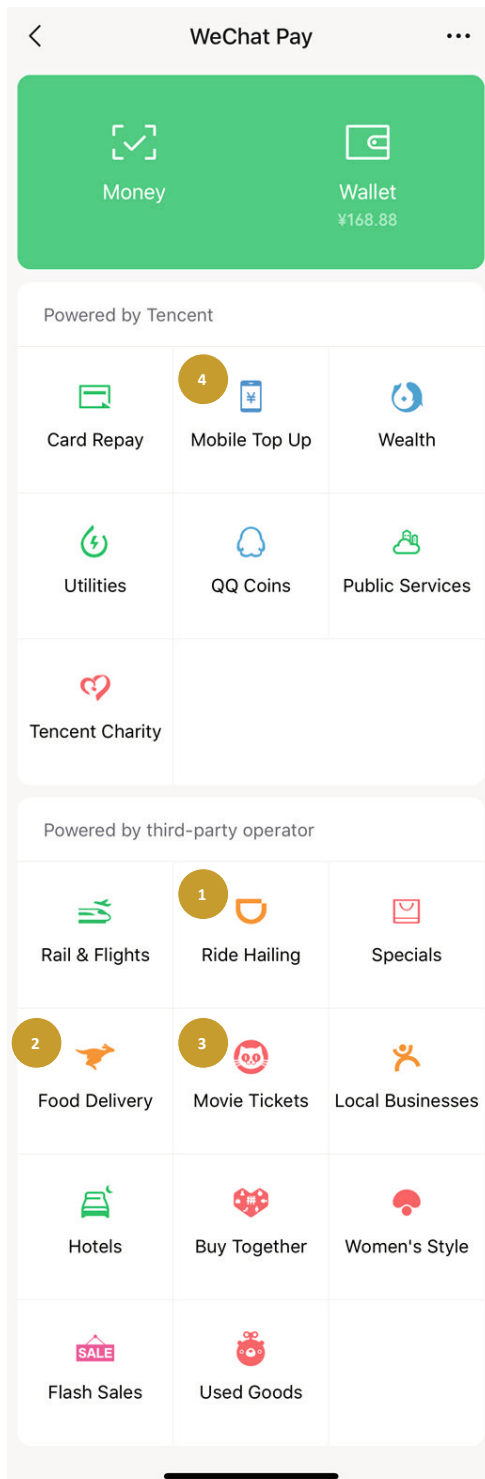 WeChat Pay
Money
Wallet
¥168.88
Powered by Tencent
4
¥
Card Repay
Mobile Top Up
Wealth
Utilities
QQ Coins
Public Services
Tencent Charity
Powered by third-party operator
1
Rail & Flights
Ride Hailing
Specials
2
3
Food Delivery
Movie Tickets
Local Businesses
Hotels
Buy Together
Women's Style
SALE
Flash Sales
Used Goods